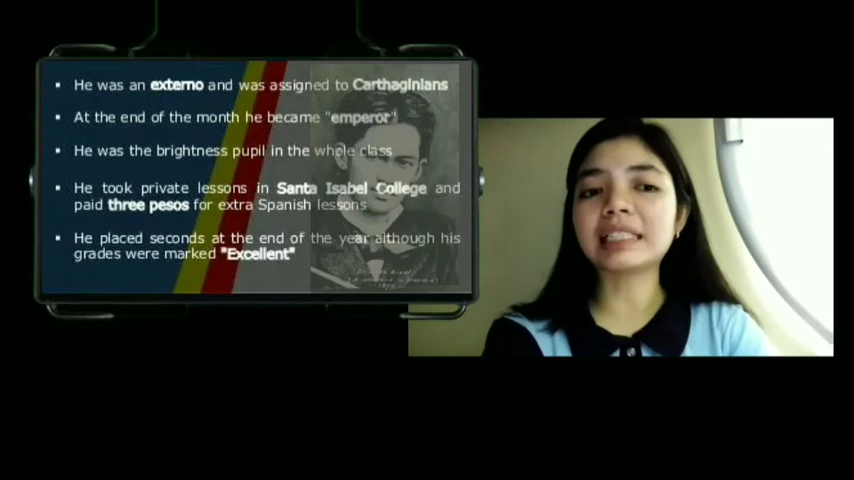 ▪ He was an externo and was assigned to Carthaginians
▪ At the end of the month he became "emperor"
▪ He was the brightness pupil in the whole class
▪ He took private lessons in Santa Isabel College and
paid three pesos for extra Spanish lessons
▪ He placed seconds at the end of the year although his
grades were marked "Excellent"